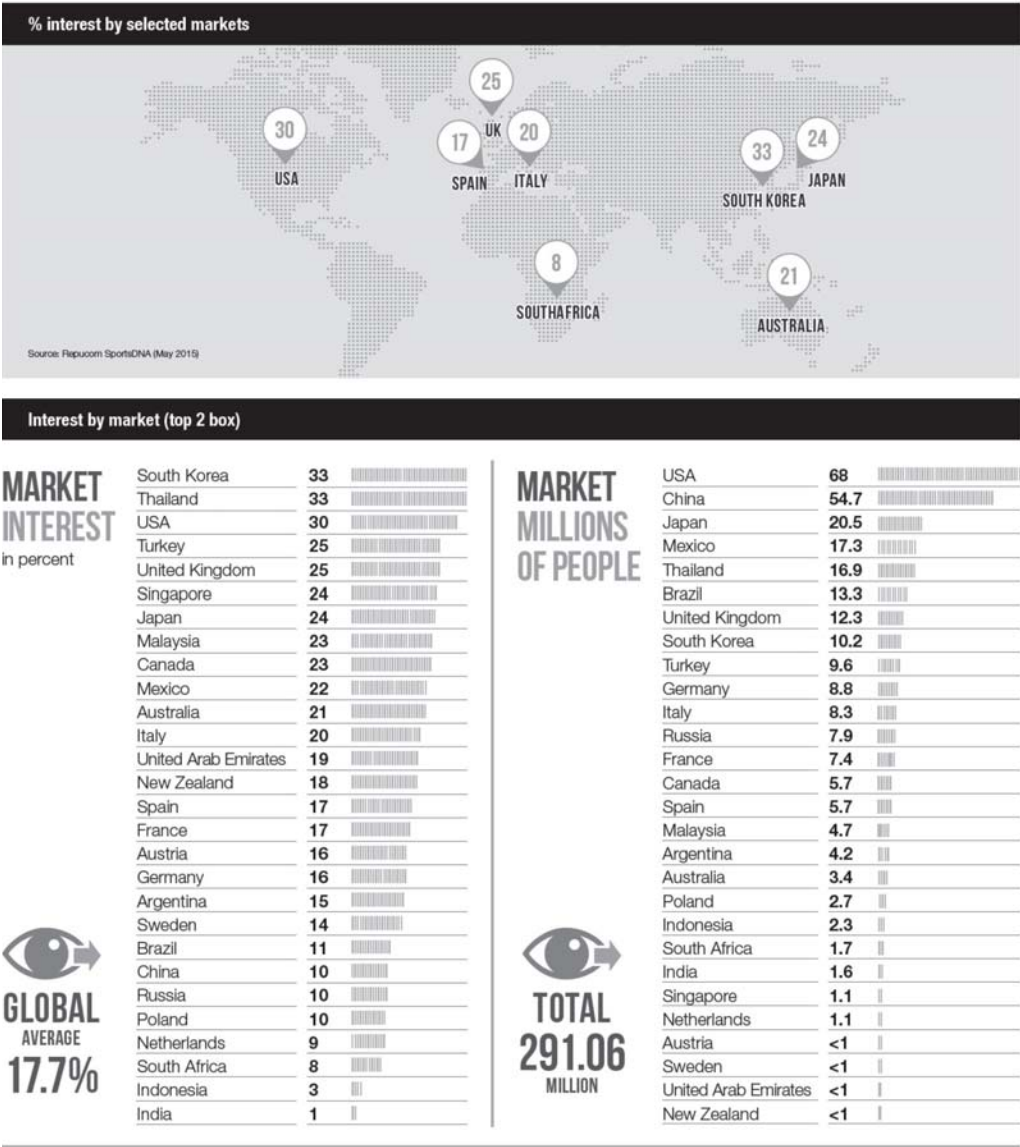 % interest by selected markets
25
30
17
UK
20
33
24
USA
SPAIN
ITALY
JAPAN
SOUTH KOREA
8
21
SOUTHAFRICA
AUSTRALIA
Source: Repucom SportsDNA (May 2015)
Interest by market (top 2 box)
MARKET
INTEREST
in percent
South Korea 33
Thailand 33
USA 30
Turkey 25
United Kingdom 25
Singapore 24
Japan 24
Malaysia 23
Canada 23
Mexico 22
Australia 21
Italy 20
United Arab Emirates 19
New Zealand 18
Spain 17
France 17
Austria 16
Germany 16
Argentina 15
Sweden 14
Brazil 11
China 10
Russia 10
Poland 10
Netherlands 9
South Africa 8
Indonesia 3
India 1
GLOBAL
AVERAGE
17.7%
MARKET
MILLIONS
OF PEOPLE
USA 68
China 54.7
Japan 20.5
Mexico 17.3
Thailand 16.9
Brazil 13.3
United Kingdom 12.3
South Korea 10.2
Turkey 9.6
Germany 8.8
Italy 8.3
Russia 7.9
France 7.4
Canada 5.7
Spain 5.7
Malaysia 4.7
Argentina 4.2
Australia 3.4
Poland 2.7
Indonesia 2.3
South Africa 1.7
India 1.6
Singapore 1.1
Netherlands 1.1
Austria <1
Sweden <1
United Arab Emirates <1
New Zealand <1
TOTAL
291.06
MILLION